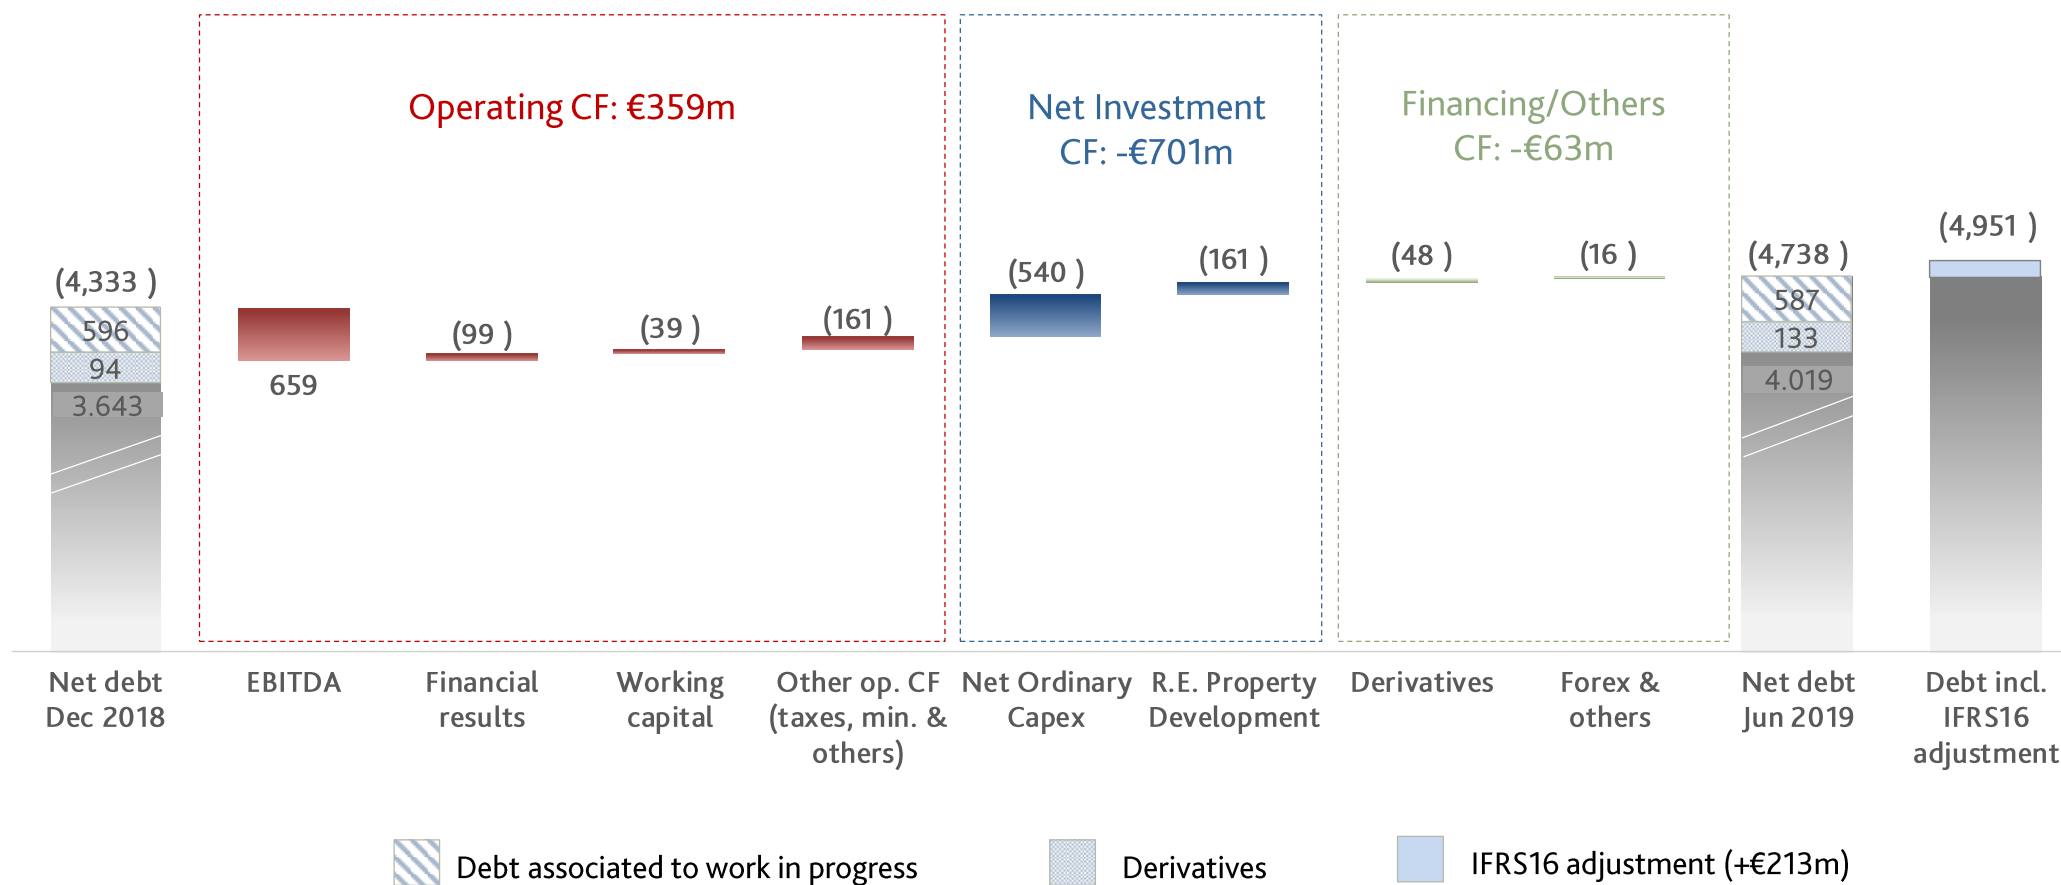 Operating CF: €359m
Net Investment
CF: -€701m
Financing/Others
CF: -€63m
(4,333 )
596
94
3.643
659
(99 )
(39 )
(161 )
(540 )
(161 )
(48 )
(16 )
(4,738 )
587
133
4.019
(4,951 )
Net debt
Dec 2018
EBITDA
Financial
results
Working
capital
Other op. CF
(taxes, min. &
others)
Net Ordinary
Capex
R.E. Property
Development
Derivatives
Forex &
others
Net debt
Jun 2019
Debt incl.
IFRS16
adjustment
Debt associated to work in progress
Derivatives
IFRS16 adjustment (+€213m)